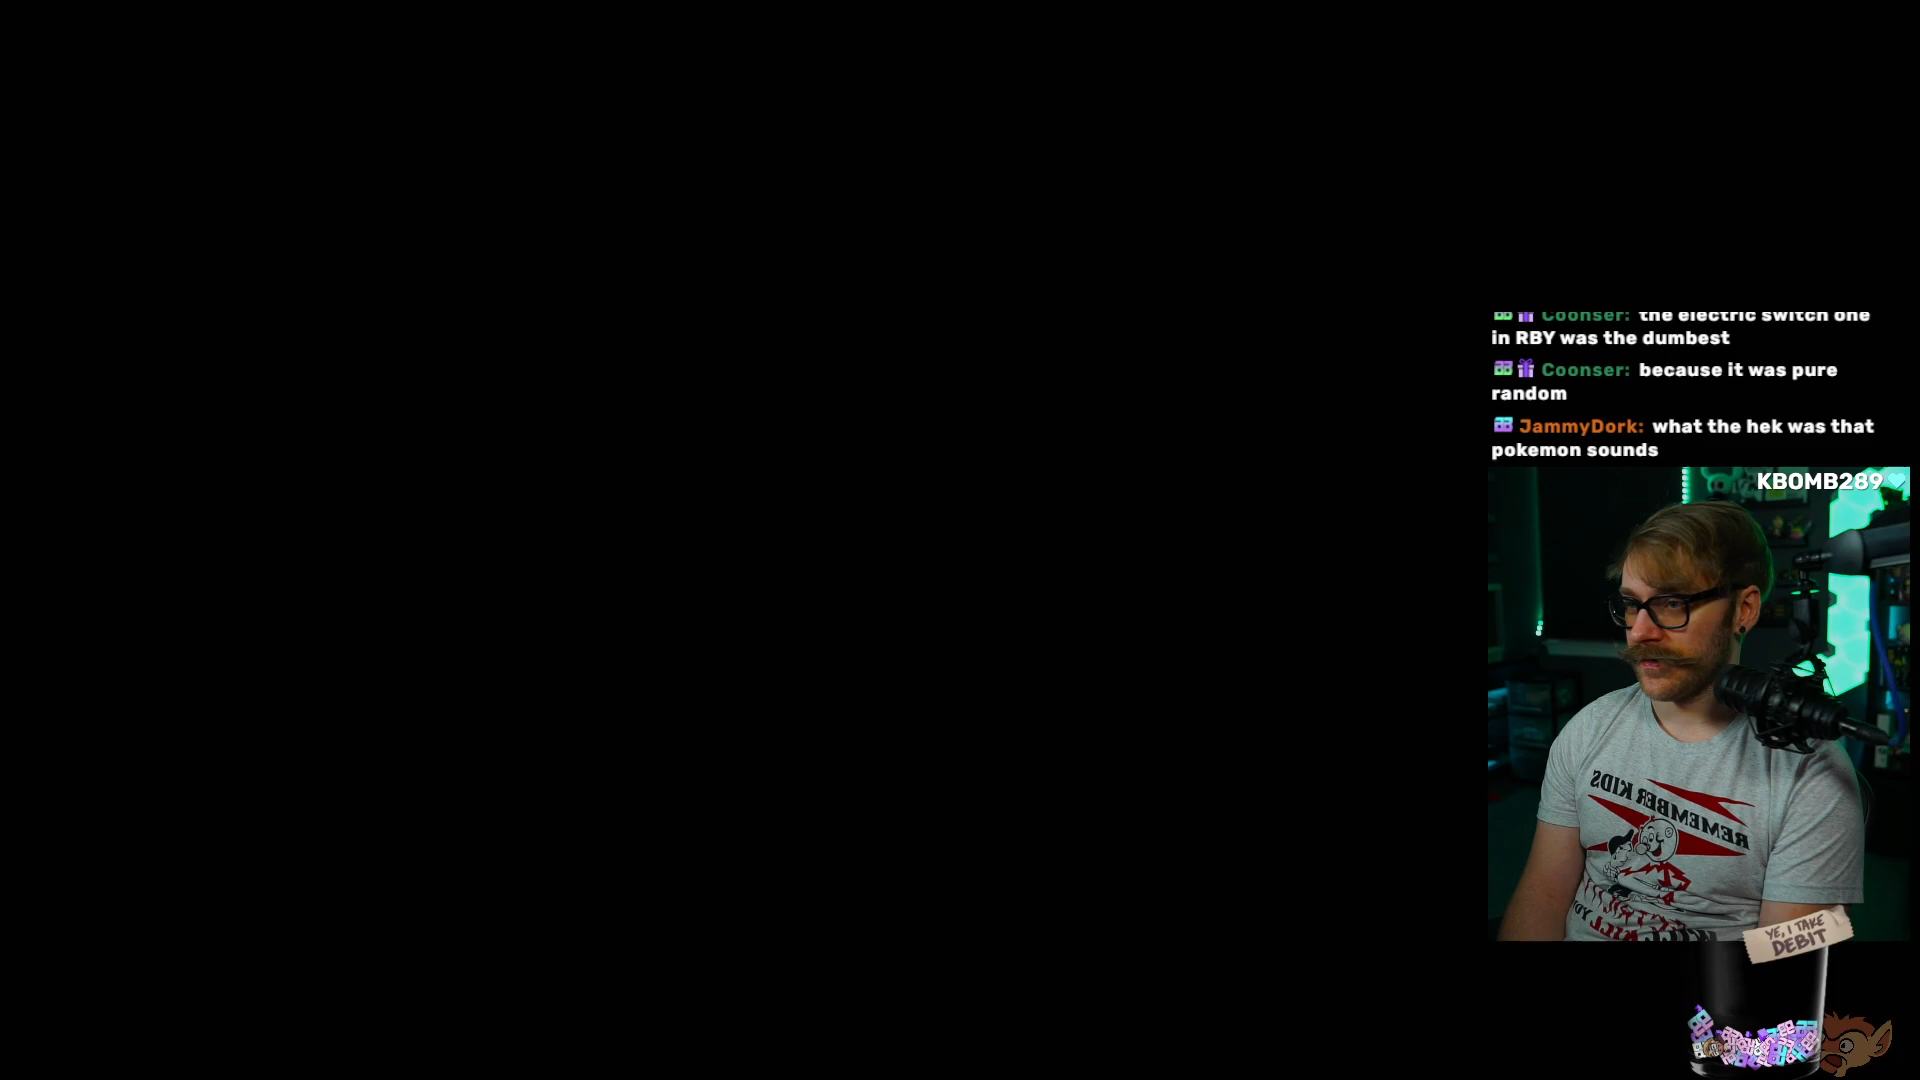 Coonser: the electric switch one
in RBY was the dumbest
Coonser: because it was pure
random
JammyDork: what the hek was that
pokemon sounds
KBOMB289
REMEMBER KIDS
YE, I TAKE
DEBIT